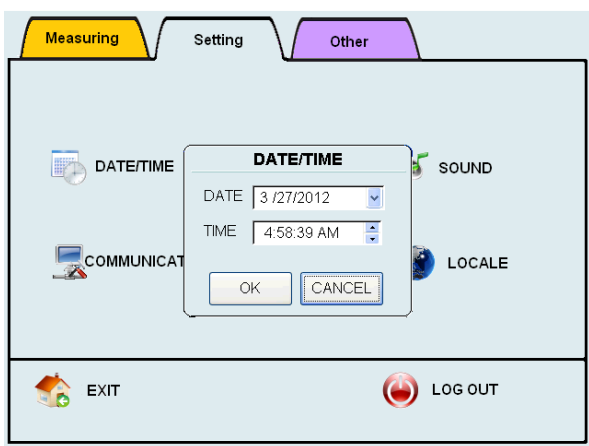 Measuring
Setting
Other
DATE/TIME
DATE/TIME
SOUND
DATE 3 /27/2012
TIME 4:58:39 AM
COMMUNICAT
LOCALE
OK
CANCEL
EXIT
LOG OUT